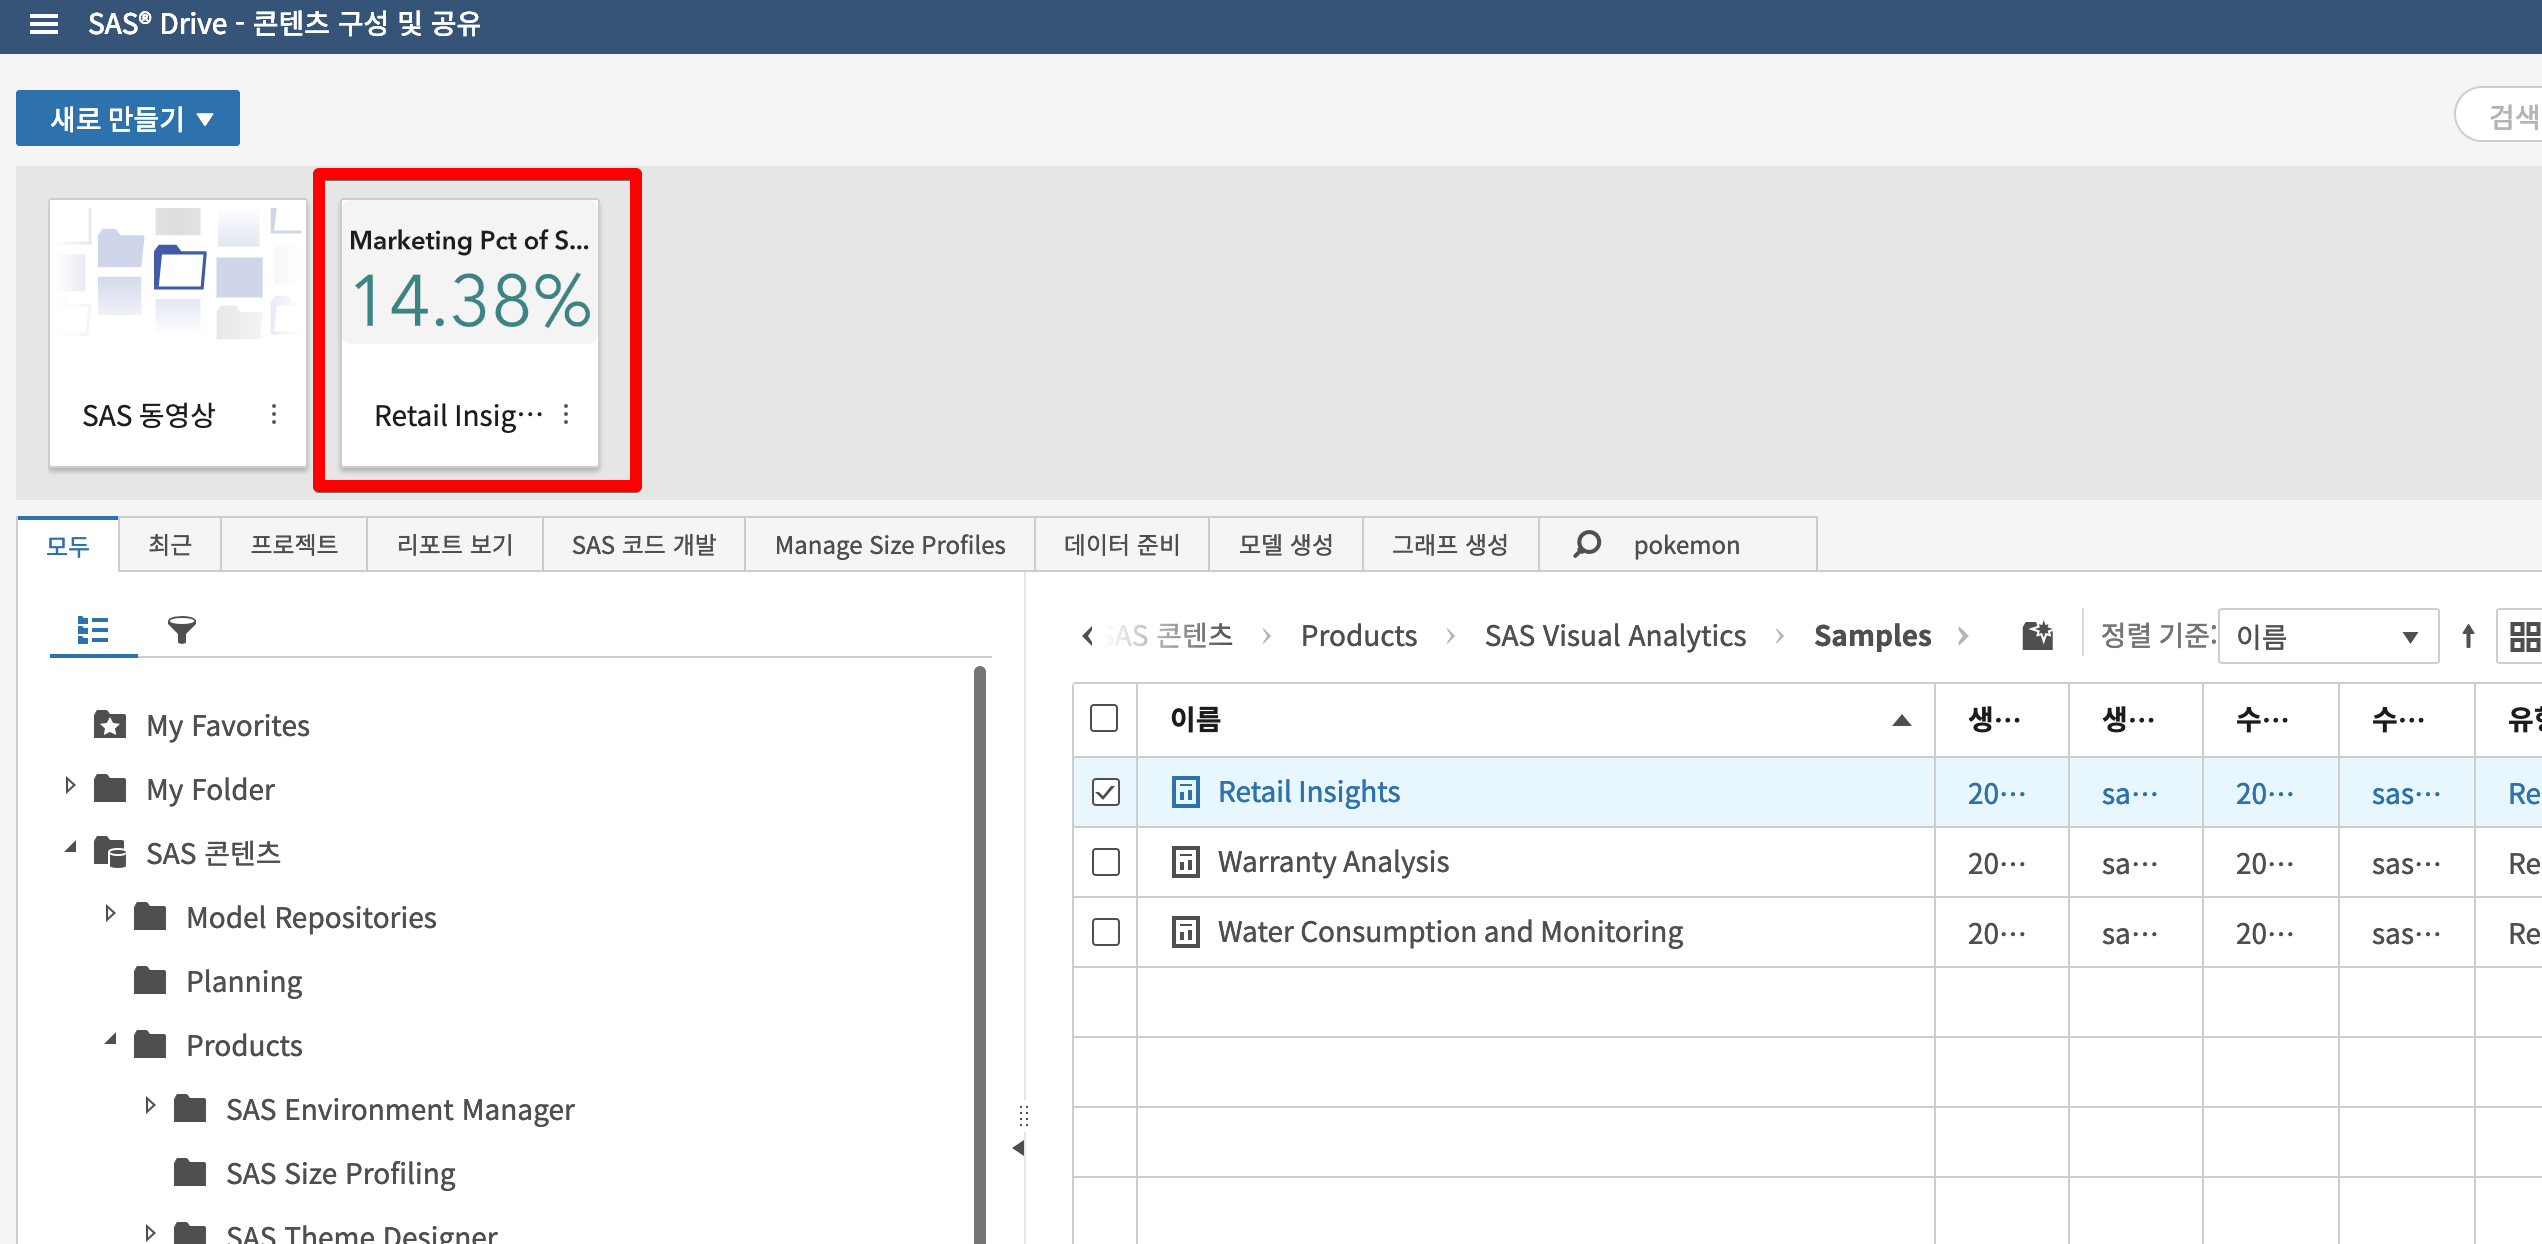 SAS® Drive - 콘텐츠 구성 및 공유
새로 만들기
검색
Marketing Pct of S...
14.38%
SAS 동영상
Retail Insig···
모두
최근
프로젝트
리포트 보기
SAS 코드 개발
Manage Size Profiles
데이터 준비
모델 생성
그래프 생성
pokemon
My Favorites
My Folder
SAS 콘텐츠
Model Repositories
Planning
Products
SAS Environment Manager
SAS Size Profiling
SAS Theme Designer
SAS 콘텐츠 Products SAS Visual Analytics Samples
정렬 기준: 이름
이름 생··· 생··· 수··· 수···
Retail Insights 20··· sa··· 20··· sas··· Re
Warranty Analysis 20··· sa··· 20··· sas··· Re
Water Consumption and Monitoring 20··· sa··· 20··· sas··· Re